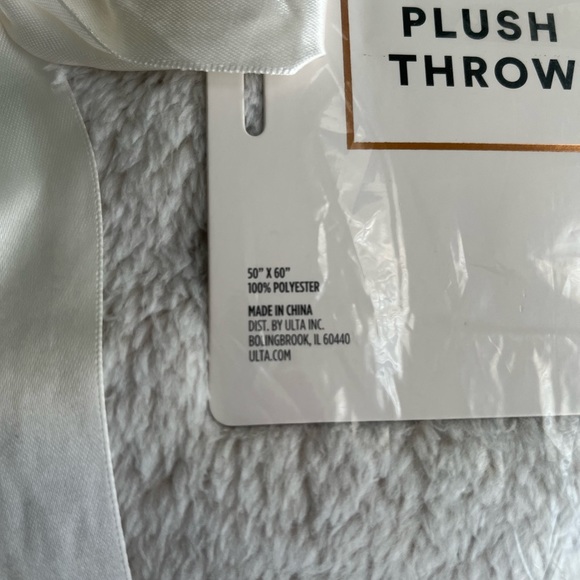 PLUSH
THROW
50" X 60"
100% POLYESTER
MADE IN CHINA
DIST. BY ULTA INC.
BOLINGBROOK, IL 60440
ULTA.COM